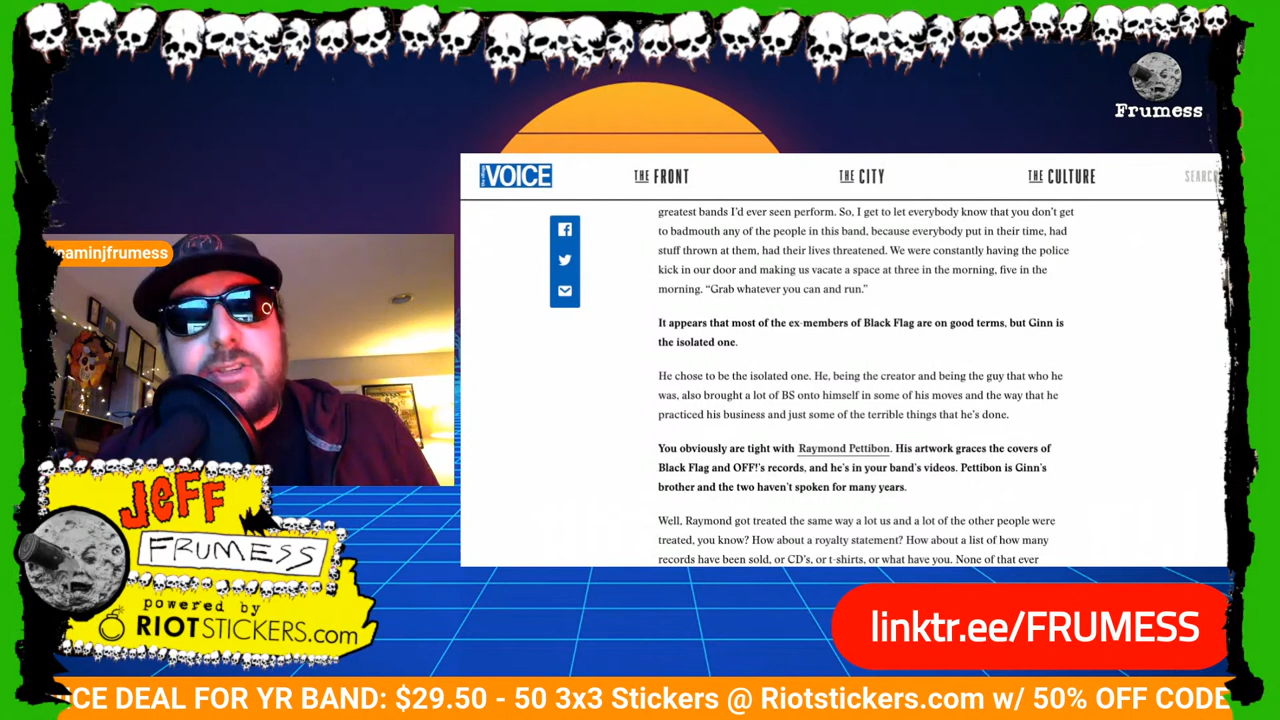 Frumess
the village VOICE
THE FRONT
THE CITY
THE CULTURE
SEARC
greatest bands I'd ever seen perform. So, I get to let everybody know that you don't get
to badmouth any of the people in this band, because everybody put in their time, had
stuff thrown at them, had their lives threatened. We were constantly having the police
kick in our door and making us vacate a space at three in the morning, five in the
morning. “Grab whatever you can and run.”
It appears that most of the ex-members of Black Flag are on good terms, but Ginn is
the isolated one.
He chose to be the isolated one. He, being the creator and being the guy that who he
was, also brought a lot of BS onto himself in some of his moves and the way that he
practiced his business and just some of the terrible things that he's done.
You obviously are tight with Raymond Pettibon. His artwork graces the covers of
Black Flag and OFF!'s records, and he's in your band's videos. Pettibon is Ginn's
brother and the two haven't spoken for many years.
Well, Raymond got treated the same way a lot us and a lot of the other people were
treated, you know? How about a royalty statement? How about a list of how many
records have been sold, or CD's, or t-shirts, or what have you. None of that ever
eaminjfrumess
JeFF
FRUMESS
powered by
RIOTSTICKERS.com
linktr.ee/FRUMESS
ICE DEAL FOR YR BAND: $29.50 - 50 3x3 Stickers @ Riotstickers.com w/ 50% OFF CODE